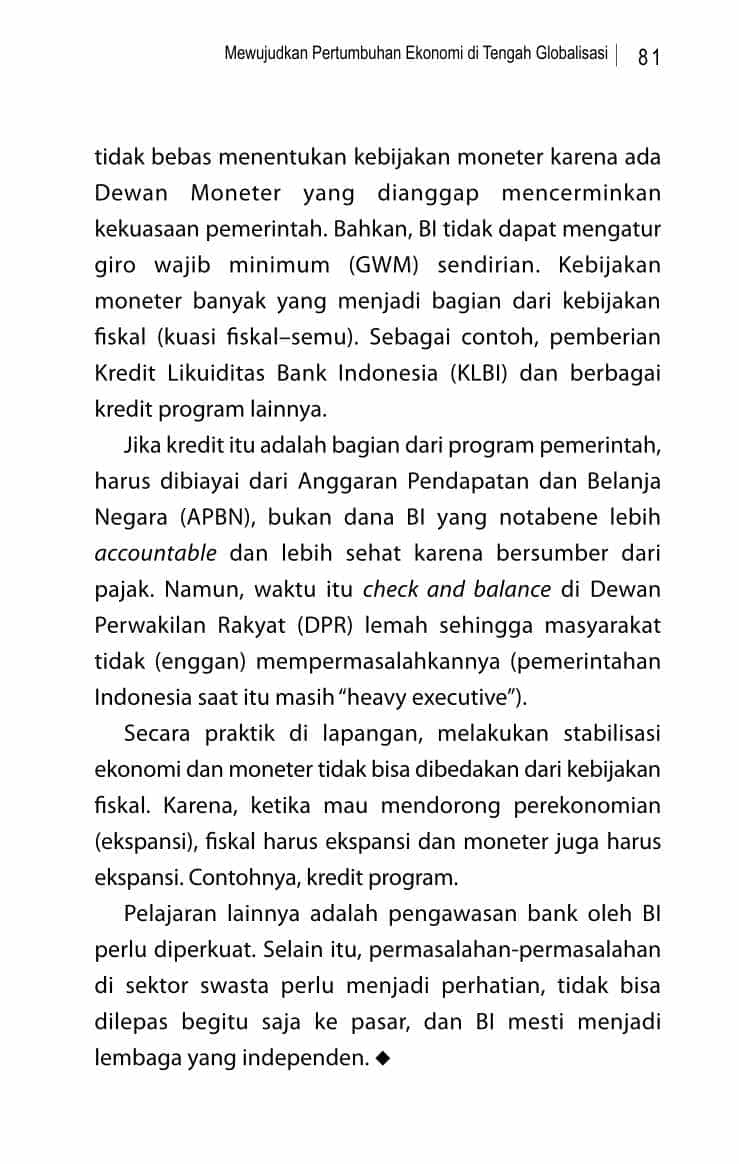 Mewujudkan Pertumbuhan Ekonomi di Tengah Globalisasi | 81
tidak bebas menentukan kebijakan moneter karena ada
Dewan Moneter yang dianggap mencerminkan
kekuasaan pemerintah. Bahkan, BI tidak dapat mengatur
giro wajib minimum (GWM) sendirian. Kebijakan
moneter banyak yang menjadi bagian dari kebijakan
fiskal (kuasi fiskal–semu). Sebagai contoh, pemberian
Kredit Likuiditas Bank Indonesia (KLBI) dan berbagai
kredit program lainnya.
Jika kredit itu adalah bagian dari program pemerintah,
harus dibiayai dari Anggaran Pendapatan dan Belanja
Negara (APBN), bukan dana BI yang notabene lebih
accountable dan lebih sehat karena bersumber dari
pajak. Namun, waktu itu check and balance di Dewan
Perwakilan Rakyat (DPR) lemah sehingga masyarakat
tidak (enggan) mempermasalahkannya (pemerintahan
Indonesia saat itu masih “heavy executive”).
Secara praktik di lapangan, melakukan stabilisasi
ekonomi dan moneter tidak bisa dibedakan dari kebijakan
fiskal. Karena, ketika mau mendorong perekonomian
(ekspansi), fiskal harus ekspansi dan moneter juga harus
ekspansi. Contohnya, kredit program.
Pelajaran lainnya adalah pengawasan bank oleh BI
perlu diperkuat. Selain itu, permasalahan-permasalahan
di sektor swasta perlu menjadi perhatian, tidak bisa
dilepas begitu saja ke pasar, dan BI mesti menjadi
lembaga yang independen. ◆